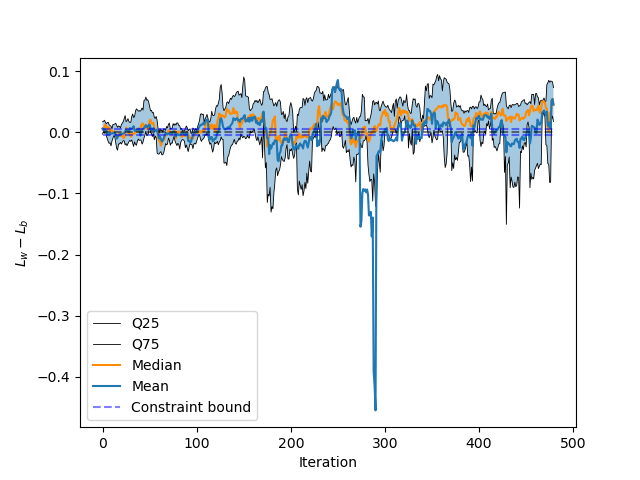 0.1
0.0
−0.1
−0.2
−0.3
−0.4
L_w − L_b
Q25
Q75
Median
Mean
Constraint bound
0 100 200 300 400 500
Iteration